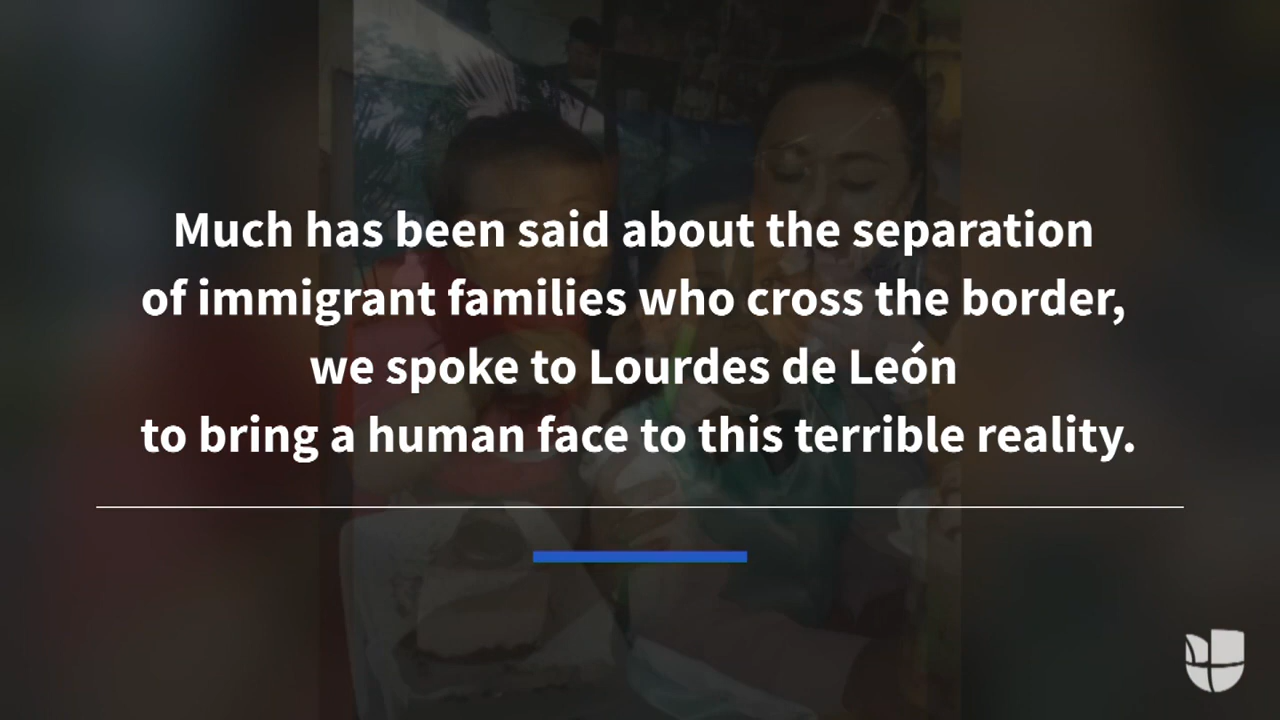 Much has been said about the separation
of immigrant families who cross the border,
we spoke to Lourdes de León
to bring a human face to this terrible reality.